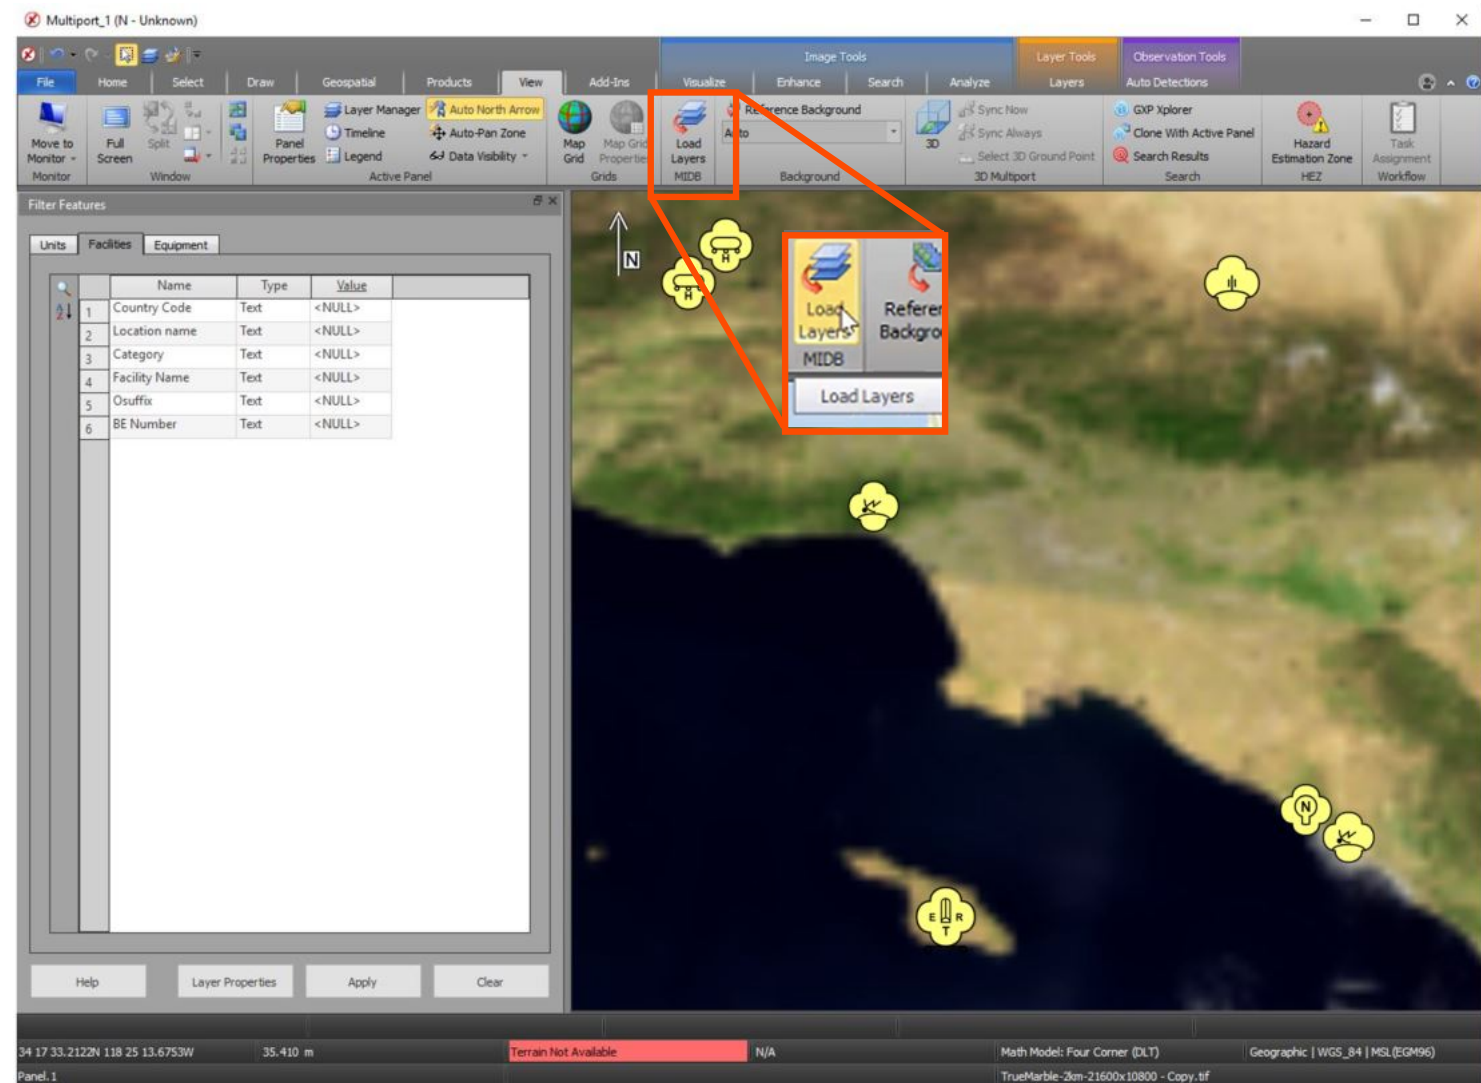 Multiport_1 (N - Unknown)
Image Tools Layer Tools Observation Tools
File Home Select Draw Geospatial Products View Add-Ins Visualize Enhance Search Analyze Layers Auto Detections
Move to Monitor
Full Screen
Split
Panel Properties
Layer Manager
Timeline
Legend
Auto North Arrow
Auto-Pan Zone
Data Visibility
Map Grid
Map Grid Properties
Load Layers
Reference Background
Auto
3D
Sync Now
Sync Always
Select 3D Ground Point
GXP Xplorer
Clone With Active Panel
Search Results
Hazard Estimation Zone
Task Assignment
Monitor Window Active Panel Grids MIDB Background 3D Multiport Search HEZ Workflow
Filter Features
Units Facilities Equipment
Name Type Value
1 Country Code Text <NULL>
2 Location name Text <NULL>
3 Category Text <NULL>
4 Facility Name Text <NULL>
5 Osuffix Text <NULL>
6 BE Number Text <NULL>
Help Layer Properties Apply Clear
N
H
H
Load
Layers
MIDB
Load Layers
N
E R
T
34 17 33.2122N 118 25 13.6753W 35.410 m Terrain Not Available N/A Math Model: Four Corner (DLT) Geographic | WGS_84 | MSL(EGM96)
Panel.1 TrueMarble-2km-21600x10800 - Copy.tif